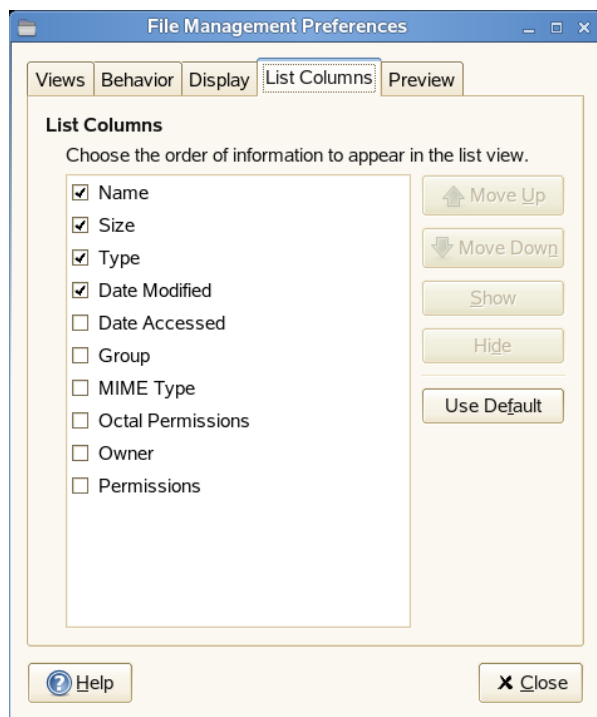 File Management Preferences
Views Behavior Display List Columns Preview
List Columns
Choose the order of information to appear in the list view.
Name
Size
Type
Date Modified
Date Accessed
Group
MIME Type
Octal Permissions
Owner
Permissions
Move Up
Move Down
Show
Hide
Use Default
Help
Close